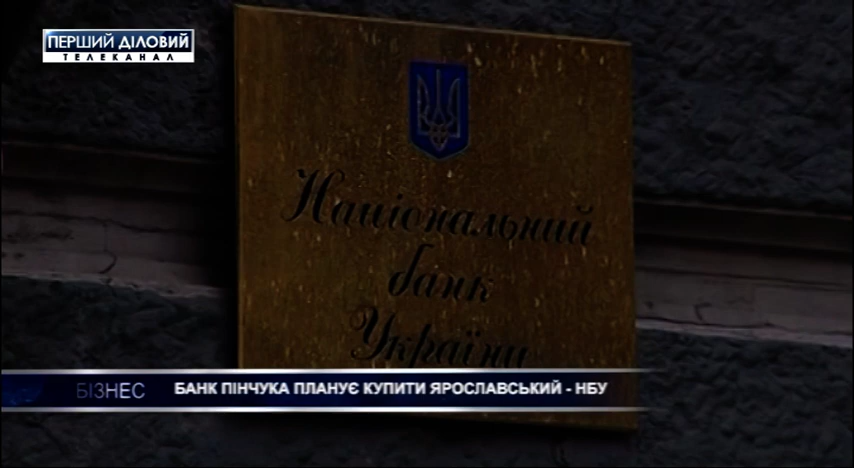 ПЕРШИЙ ДІЛОВИЙ
ТЕЛЕКАНАЛ
Національний
банк
України
БІЗНЕС
БАНК ПІНЧУКА ПЛАНУЄ КУПИТИ ЯРОСЛАВСЬКИЙ - НБУ